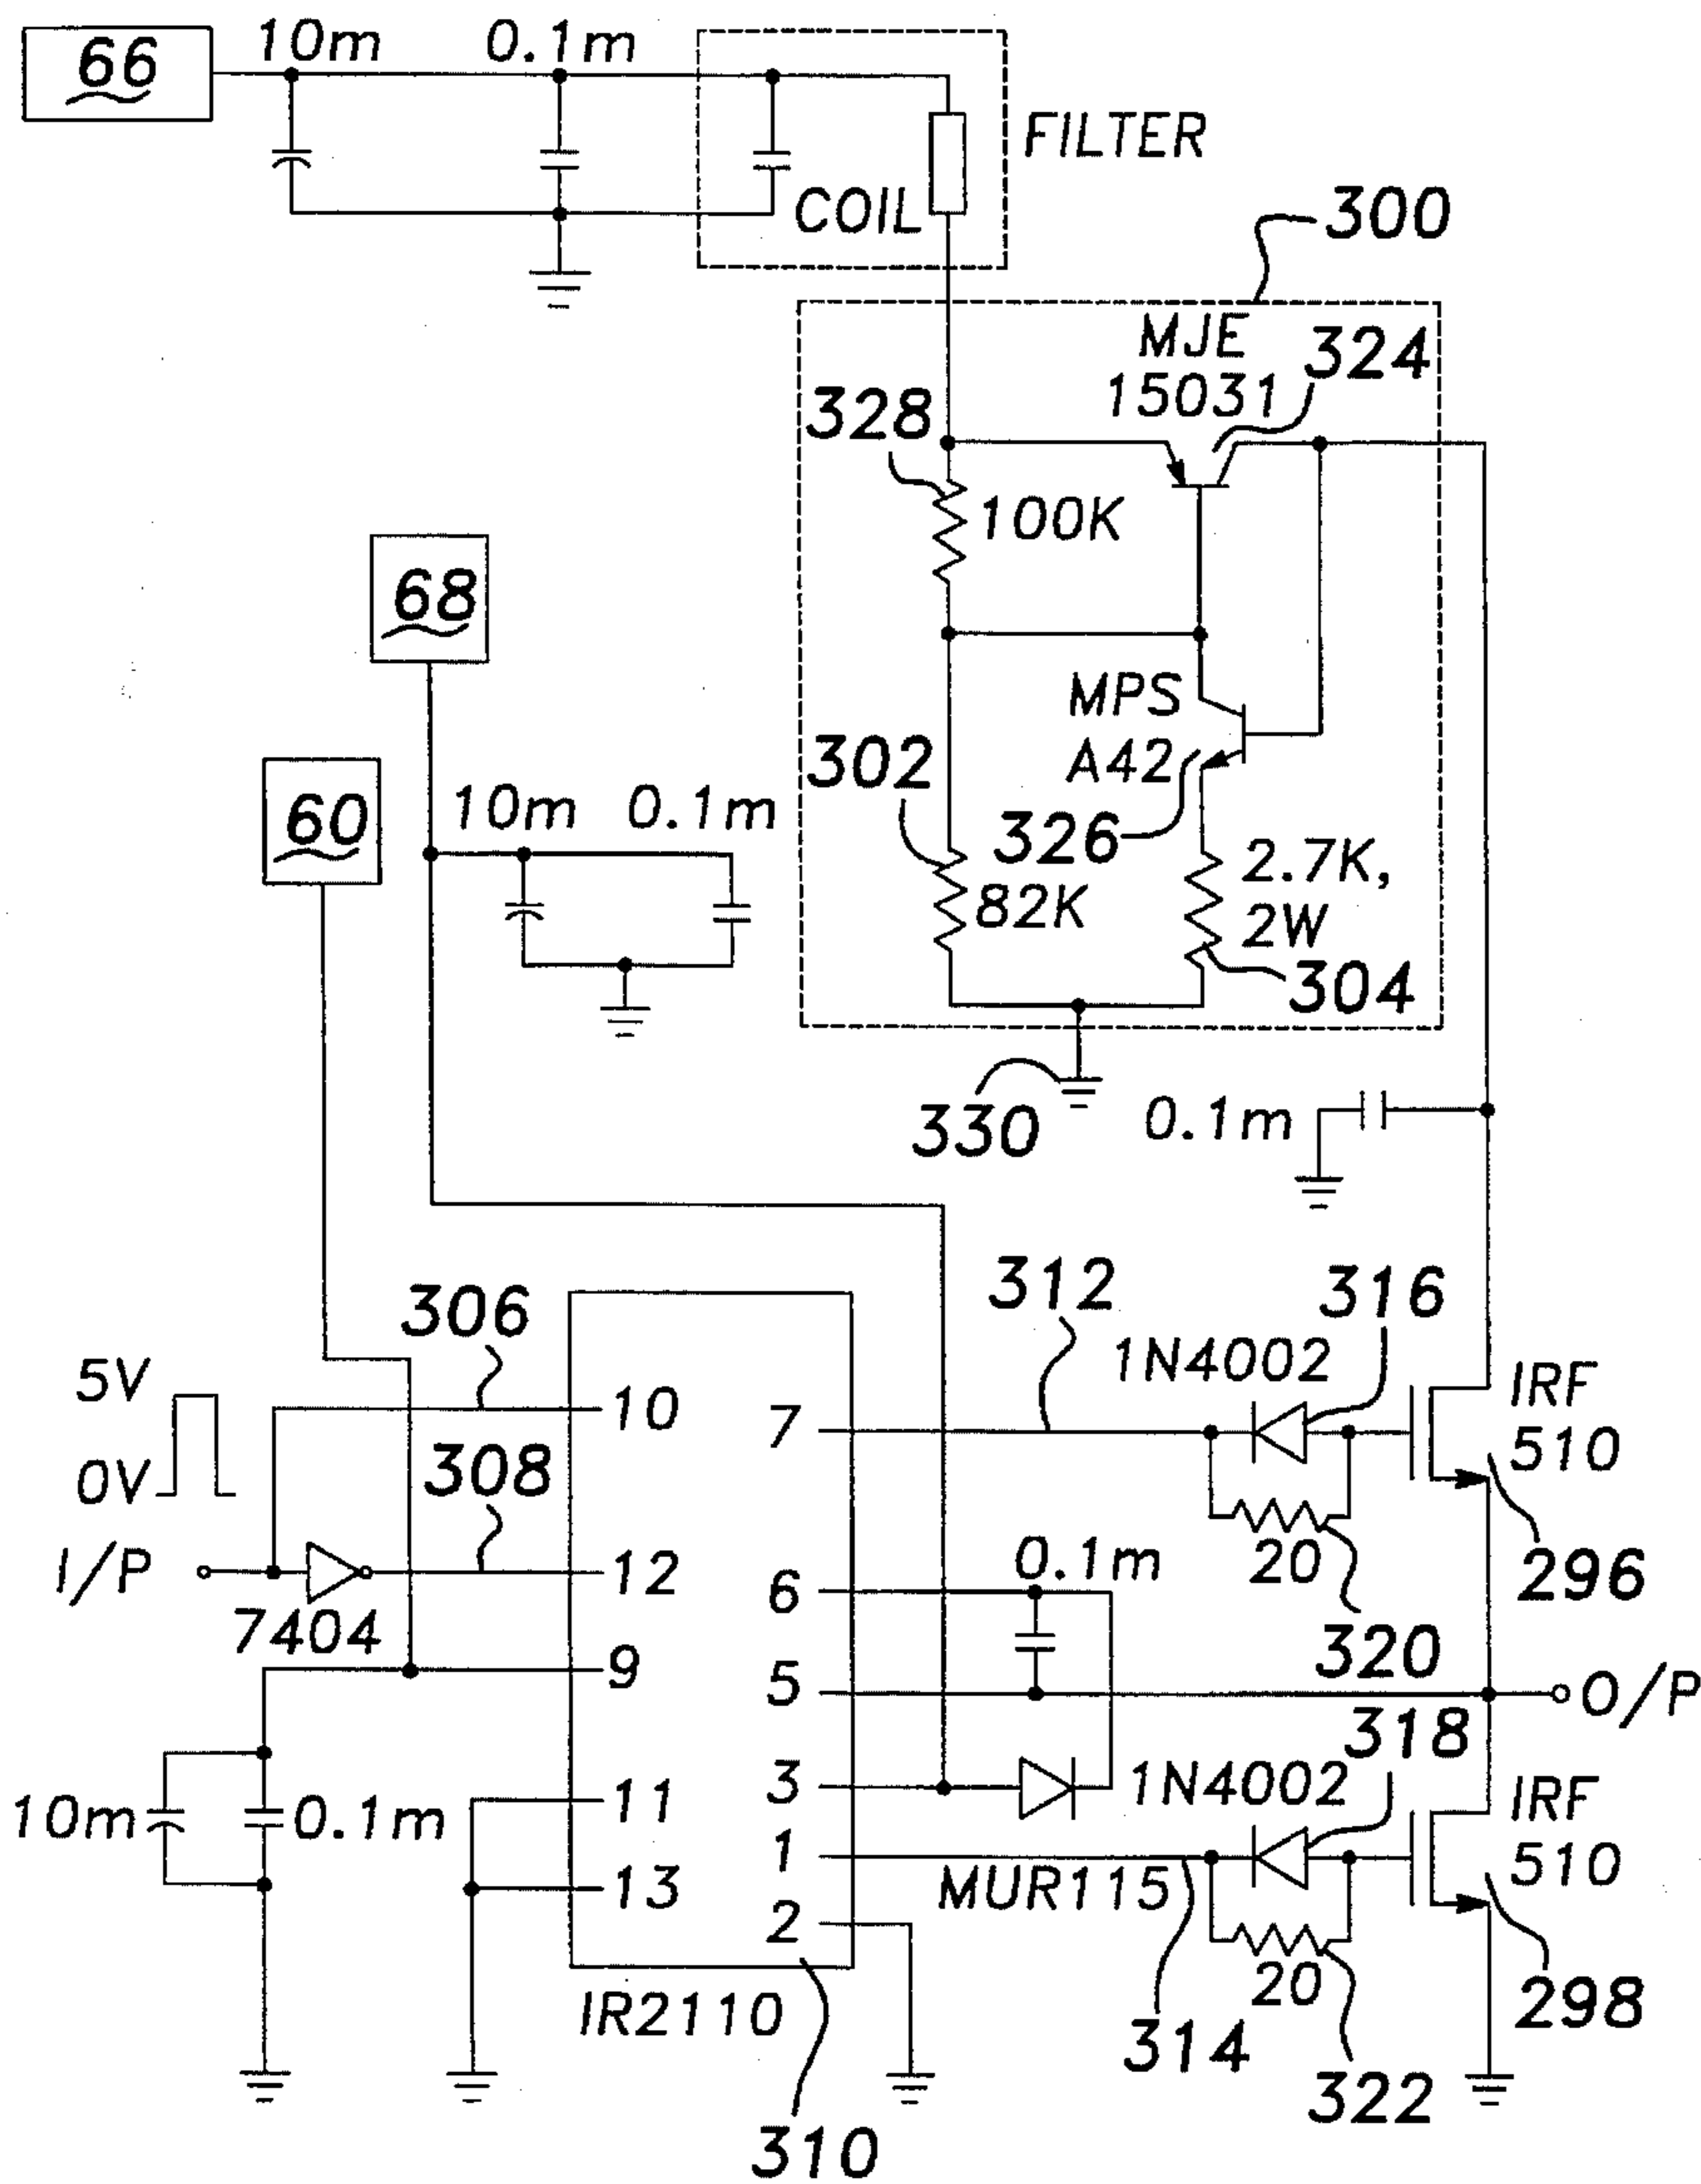 66
10m
0.1m
FILTER
COIL
300
MJE
15031
324
328
100K
68
MPS
A42
302
326
60
10m
0.1m
82K
2.7K,
2W
304
330
0.1m
306
312
316
1N4002
IRF
510
5V
0V
10
7
308
I/P
12
7404
0.1m
20
296
6
320
9
5
O/P
318
3
1N4002
IRF
510
10m
0.1m
11
1
13
MUR115
2
20
298
IR2110
314
322
310